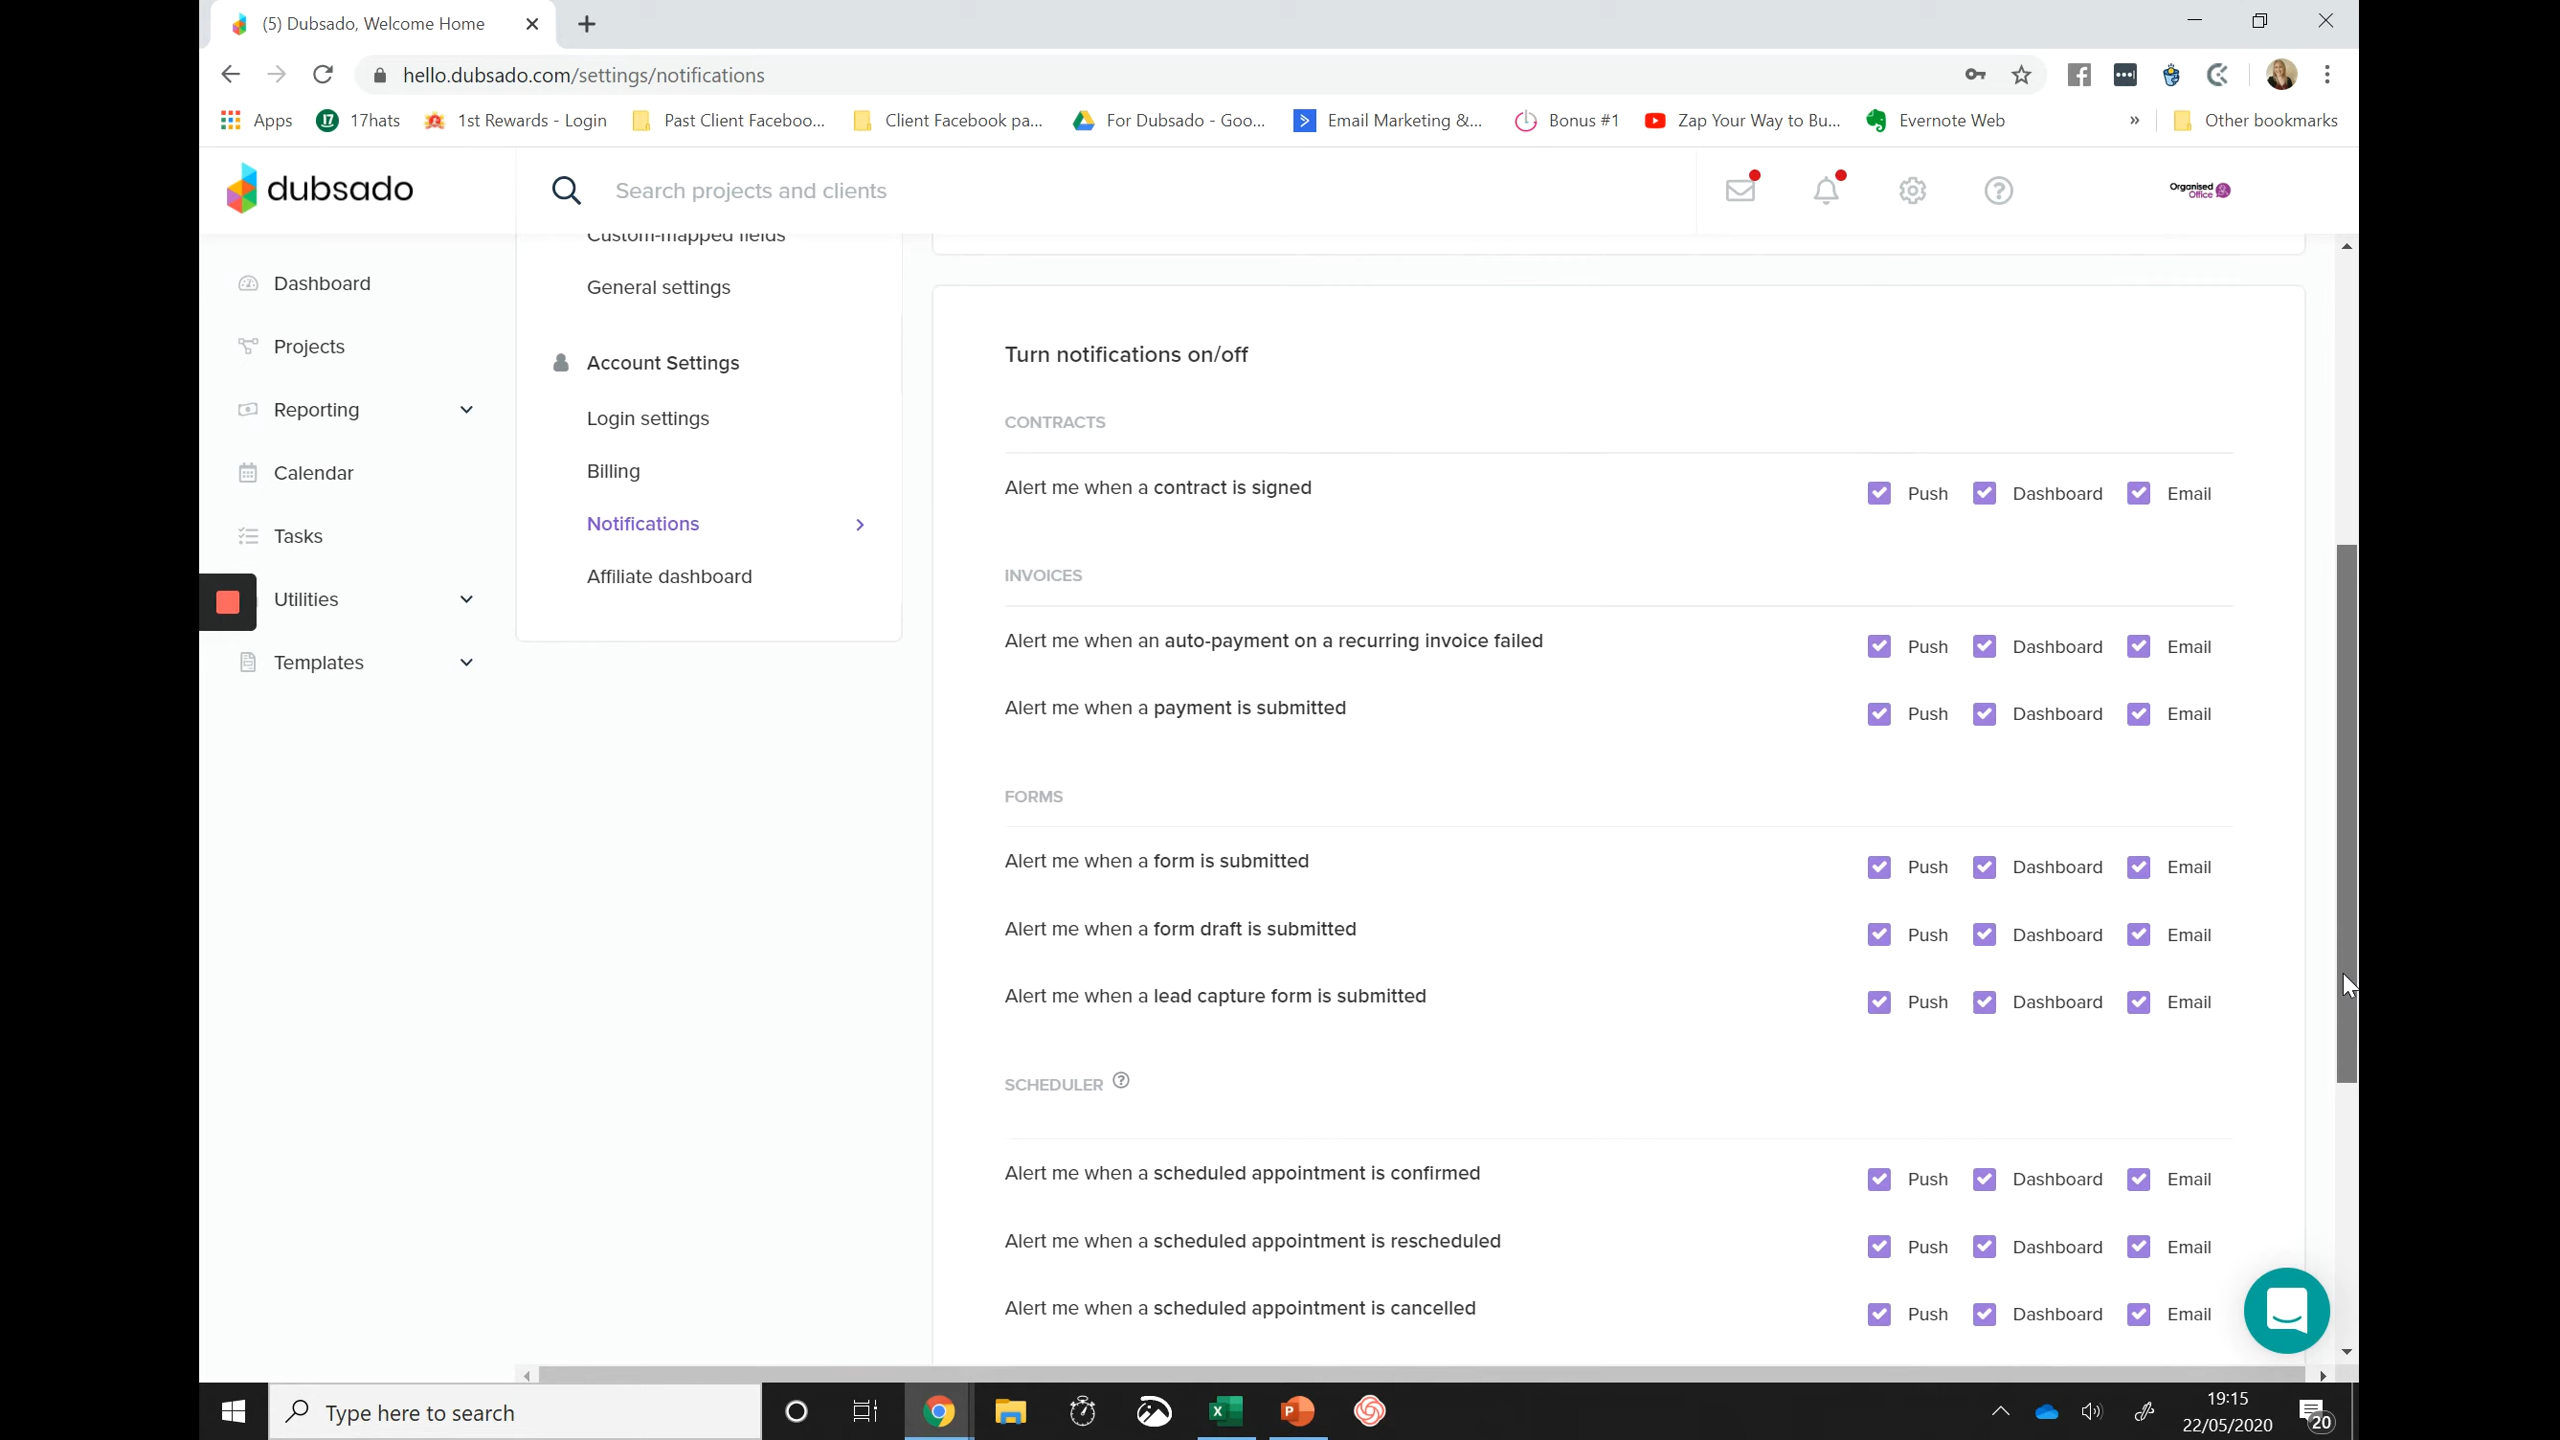 (5) Dubsado, Welcome Home
hello.dubsado.com/settings/notifications
Apps
17hats
1st Rewards - Login
Past Client Faceboo...
Client Facebook pa...
For Dubsado - Goo...
Email Marketing &...
Bonus #1
Zap Your Way to Bu...
Evernote Web
»
Other bookmarks
dubsado
Search projects and clients
Organised
Office
Dashboard
Projects
Reporting
Calendar
Tasks
Utilities
Templates
Custom-mapped fields
General settings
Account Settings
Login settings
Billing
Notifications
Affiliate dashboard
Turn notifications on/off
CONTRACTS
Alert me when a contract is signed Push Dashboard Email
INVOICES
Alert me when an auto-payment on a recurring invoice failed Push Dashboard Email
Alert me when a payment is submitted Push Dashboard Email
FORMS
Alert me when a form is submitted Push Dashboard Email
Alert me when a form draft is submitted Push Dashboard Email
Alert me when a lead capture form is submitted Push Dashboard Email
SCHEDULER ?
Alert me when a scheduled appointment is confirmed Push Dashboard Email
Alert me when a scheduled appointment is rescheduled Push Dashboard Email
Alert me when a scheduled appointment is cancelled Push Dashboard Email
Type here to search
19:15
22/05/2020
20